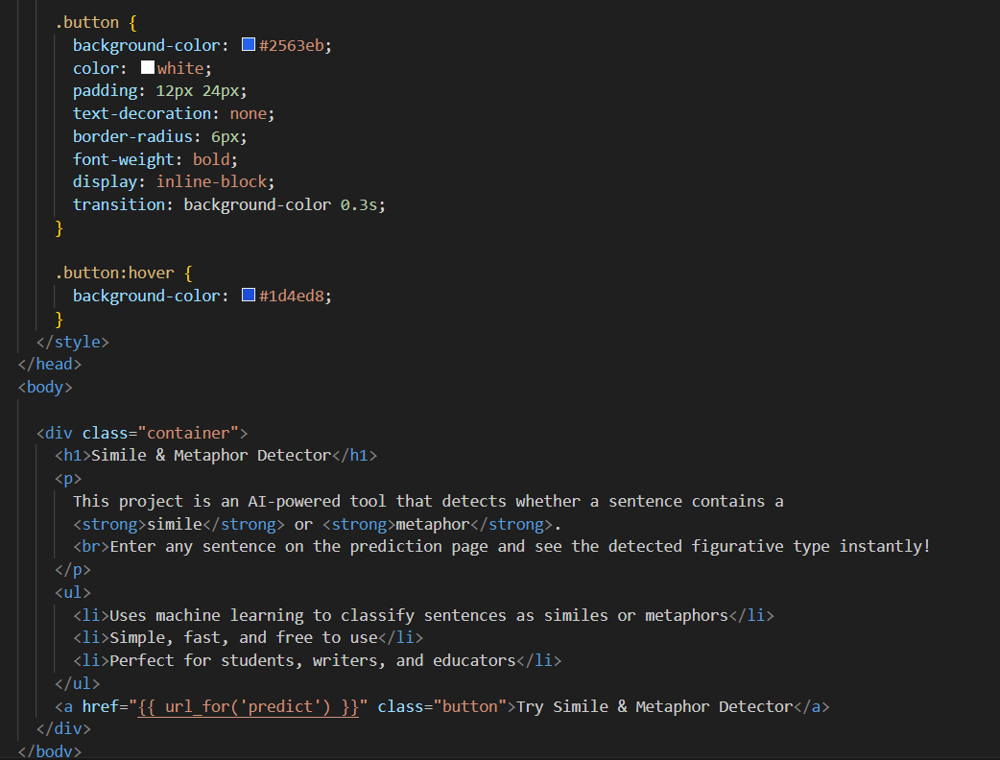 .button {
background-color: #2563eb;
color: white;
padding: 12px 24px;
text-decoration: none;
border-radius: 6px;
font-weight: bold;
display: inline-block;
transition: background-color 0.3s;
}
.button:hover {
background-color: #1d4ed8;
}
</style>
</head>
<body>
<div class="container">
<h1>Simile & Metaphor Detector</h1>
<p>
This project is an AI-powered tool that detects whether a sentence contains a
<strong>simile</strong> or <strong>metaphor</strong>.
<br>Enter any sentence on the prediction page and see the detected figurative type instantly!
</p>
<ul>
<li>Uses machine learning to classify sentences as similes or metaphors</li>
<li>Simple, fast, and free to use</li>
<li>Perfect for students, writers, and educators</li>
</ul>
<a href="{{ url_for('predict') }}" class="button">Try Simile & Metaphor Detector</a>
</div>
</body>